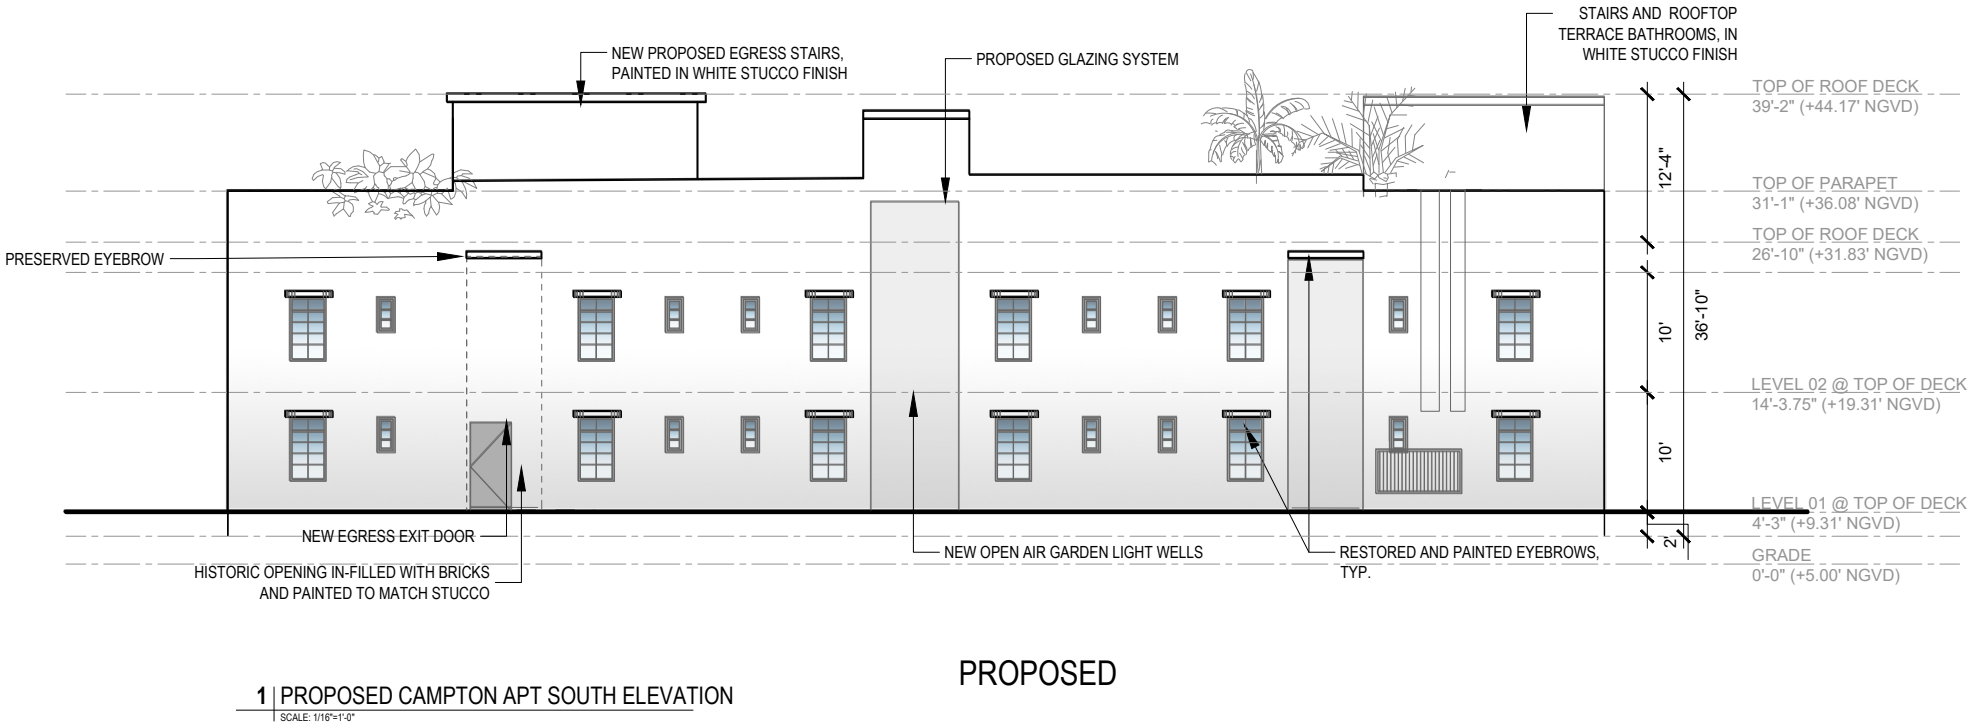 STAIRS AND ROOFTOP
TERRACE BATHROOMS, IN
WHITE STUCCO FINISH
NEW PROPOSED EGRESS STAIRS,
PAINTED IN WHITE STUCCO FINISH
PROPOSED GLAZING SYSTEM
TOP OF ROOF DECK
39'-2" (+44.17' NGVD)
12'-4"
TOP OF PARAPET
31'-1" (+36.08' NGVD)
TOP OF ROOF DECK
26'-10" (+31.83' NGVD)
PRESERVED EYEBROW
10'
36'-10"
LEVEL 02 @ TOP OF DECK
14'-3.75" (+19.31' NGVD)
10'
LEVEL 01 @ TOP OF DECK
4'-3" (+9.31' NGVD)
2'
GRADE
0'-0" (+5.00' NGVD)
NEW EGRESS EXIT DOOR
HISTORIC OPENING IN-FILLED WITH BRICKS
AND PAINTED TO MATCH STUCCO
NEW OPEN AIR GARDEN LIGHT WELLS
RESTORED AND PAINTED EYEBROWS,
TYP.
PROPOSED
1 PROPOSED CAMPTON APT SOUTH ELEVATION
SCALE: 1/16"=1'-0"